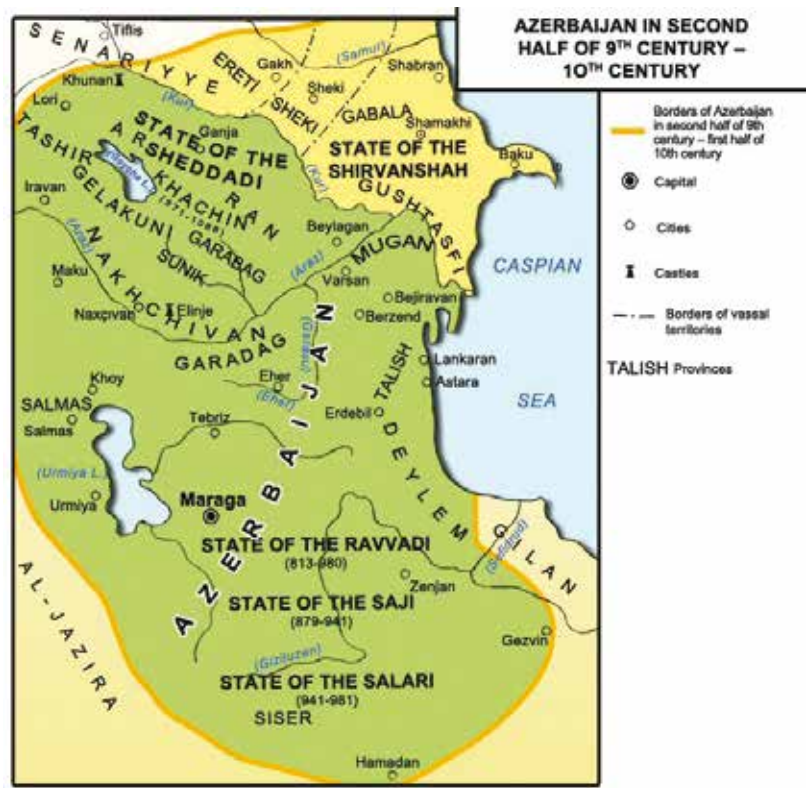 AZERBAIJAN IN SECOND
HALF OF 9TH CENTURY –
10TH CENTURY
Borders of Azerbaijan
in second half of 9th
century – first half of
10th century
Capital
Cities
Castles
Borders of vassal
territories
TALISH Provinces
Tiflis
SENARIYYE
Khunan
Lori
(Kur)
ERETI
Gakh
(Samur)
Shabran
SHEKI
Sheki
GABALA
Shamakhi
STATE OF THE
SHIRVANSHAH
Baku
(Kur)
GUSHTASFI
Ganja
STATE OF THE
SHEDDADI
ARRAN
TASHIR
KHACHIN
GELAKUNI
GARABAG
SUNIK
Iravan
(Araz)
Beylagan
MUGAN
(Araz)
Varsan
Bejiravan
Berzend
CASPIAN
SEA
Maku
NAKHCHIVAN
Naxçıvan
Elinje
GARADAG
Lankaran
Astara
TALISH
Khoy
Eher
(Eher)
Erdebil
SALMAS
Salmas
Tebriz
DEYLEM
(Urmiya L.)
Urmiya
Maraga
AZERBAIJAN
STATE OF THE RAVVADI
(813-980)
GILAN
Zenjan
STATE OF THE SAJI
(879-941)
Gezvin
(Giziluzen)
STATE OF THE SALARI
(941-981)
SISER
AL-JAZIRA
Hamadan